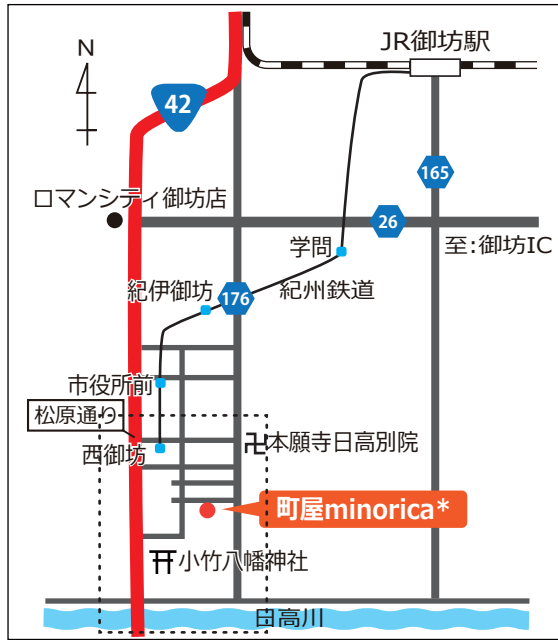 JR御坊駅
N
42
165
ロマンシティ御坊店
26
学問
至:御坊IC
紀伊御坊
176
紀州鉄道
市役所前
松原通り
西御坊
本願寺日高別院
町屋minorica*
小竹八幡神社
日高川